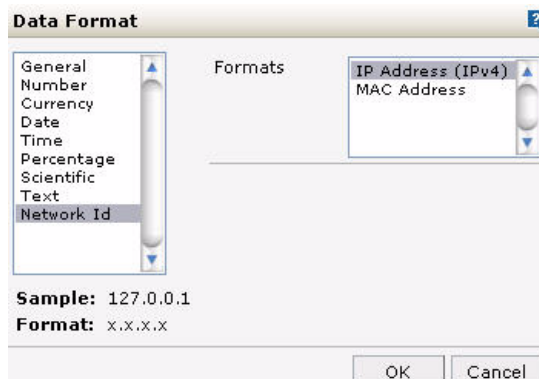 Data Format
?
General
Number
Currency
Date
Time
Percentage
Scientific
Text
Network Id
Formats
IP Address (IPv4)
MAC Address
Sample: 127.0.0.1
Format: x.x.x.x
OK
Cancel